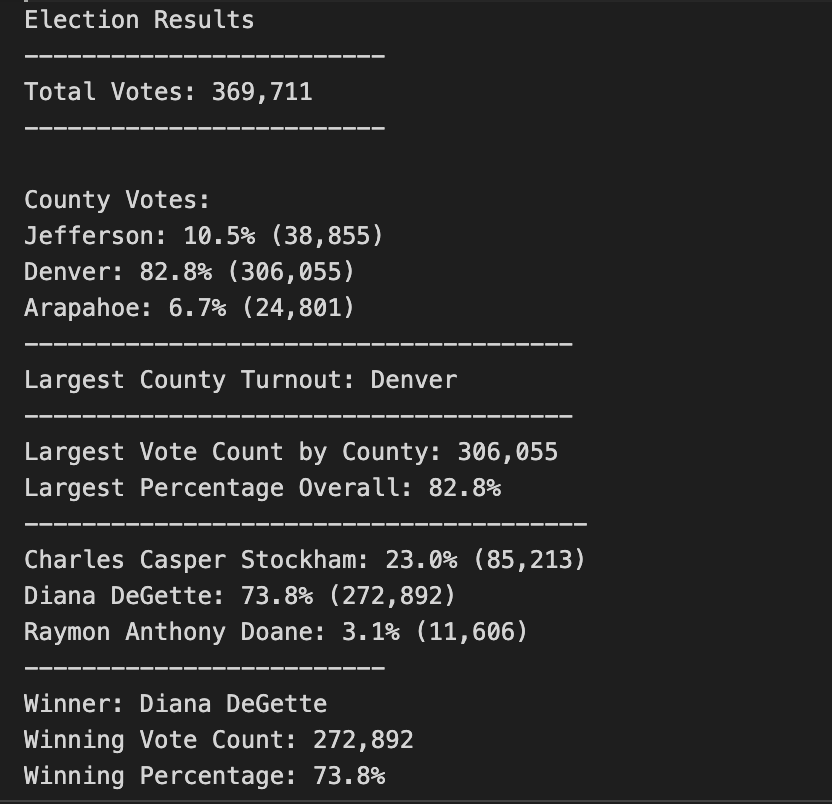 Election Results
-------------------------
Total Votes: 369,711
-------------------------
County Votes:
Jefferson: 10.5% (38,855)
Denver: 82.8% (306,055)
Arapahoe: 6.7% (24,801)
--------------------------------------
Largest County Turnout: Denver
--------------------------------------
Largest Vote Count by County: 306,055
Largest Percentage Overall: 82.8%
---------------------------------------
Charles Casper Stockham: 23.0% (85,213)
Diana DeGette: 73.8% (272,892)
Raymon Anthony Doane: 3.1% (11,606)
-------------------------
Winner: Diana DeGette
Winning Vote Count: 272,892
Winning Percentage: 73.8%